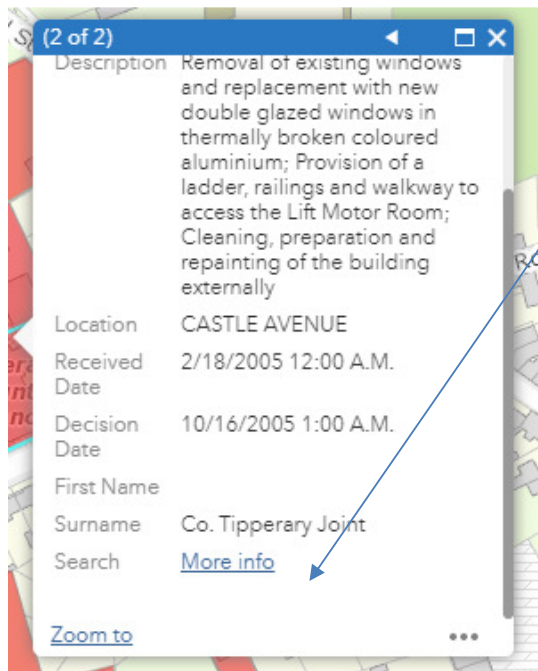 (2 of 2)
Description Removal of existing windows
and replacement with new
double glazed windows in
thermally broken coloured
aluminium; Provision of a
ladder, railings and walkway to
access the Lift Motor Room;
Cleaning, preparation and
repainting of the building
externally
Location CASTLE AVENUE
Received 2/18/2005 12:00 A.M.
Date
Decision 10/16/2005 1:00 A.M.
Date
First Name
Surname Co. Tipperary Joint
Search More info
Zoom to